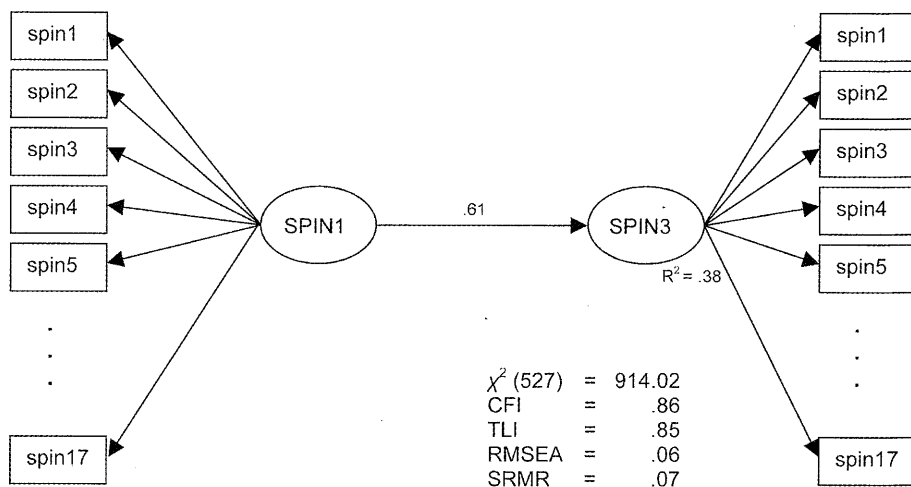 spin1
spin2
spin3
spin4
spin5
spin17
SPIN1
.61
SPIN3
R² = .38
spin1
spin2
spin3
spin4
spin5
spin17
χ² (527) = 914.02
CFI = .86
TLI = .85
RMSEA = .06
SRMR = .07